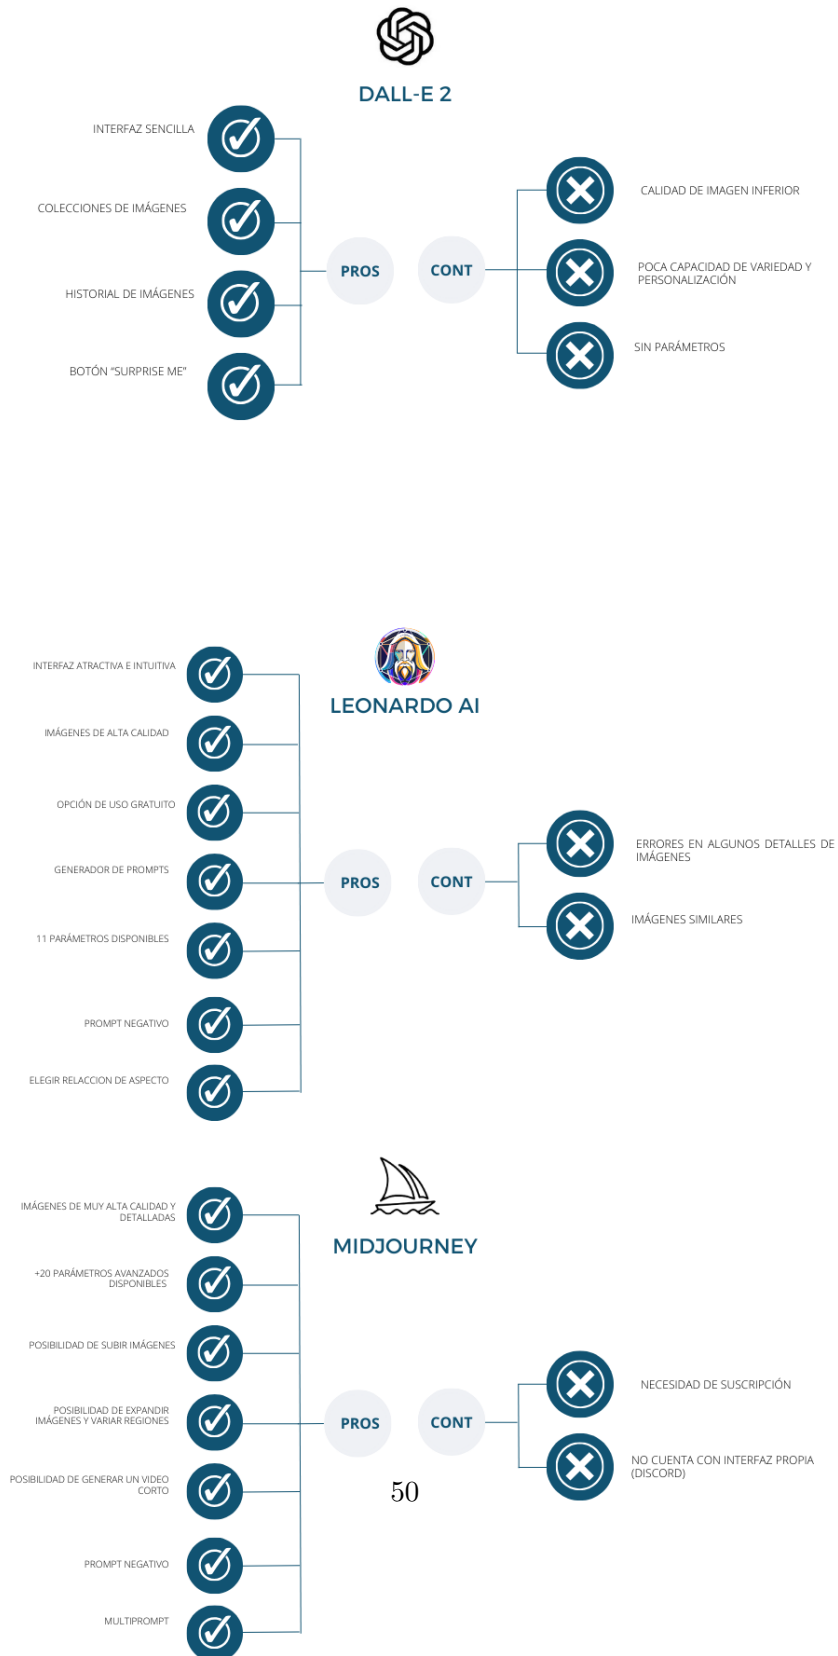 DALL-E 2
INTERFAZ SENCILLA
COLECCIONES DE IMÁGENES
HISTORIAL DE IMÁGENES
BOTÓN “SURPRISE ME”
PROS
CONT
CALIDAD DE IMAGEN INFERIOR
POCA CAPACIDAD DE VARIEDAD Y
PERSONALIZACIÓN
SIN PARÁMETROS
LEONARDO AI
INTERFAZ ATRACTIVA E INTUITIVA
IMÁGENES DE ALTA CALIDAD
OPCIÓN DE USO GRATUITO
GENERADOR DE PROMPTS
11 PARÁMETROS DISPONIBLES
PROMPT NEGATIVO
ELEGIR RELACCION DE ASPECTO
PROS
CONT
ERRORES EN ALGUNOS DETALLES DE
IMÁGENES
IMÁGENES SIMILARES
MIDJOURNEY
IMÁGENES DE MUY ALTA CALIDAD Y
DETALLADAS
+20 PARÁMETROS AVANZADOS
DISPONIBLES
POSIBILIDAD DE SUBIR IMÁGENES
POSIBILIDAD DE EXPANDIR
IMÁGENES Y VARIAR REGIONES
POSIBILIDAD DE GENERAR UN VIDEO
CORTO
PROMPT NEGATIVO
MULTIPROMPT
PROS
CONT
NECESIDAD DE SUSCRIPCIÓN
NO CUENTA CON INTERFAZ PROPIA
(DISCORD)
50